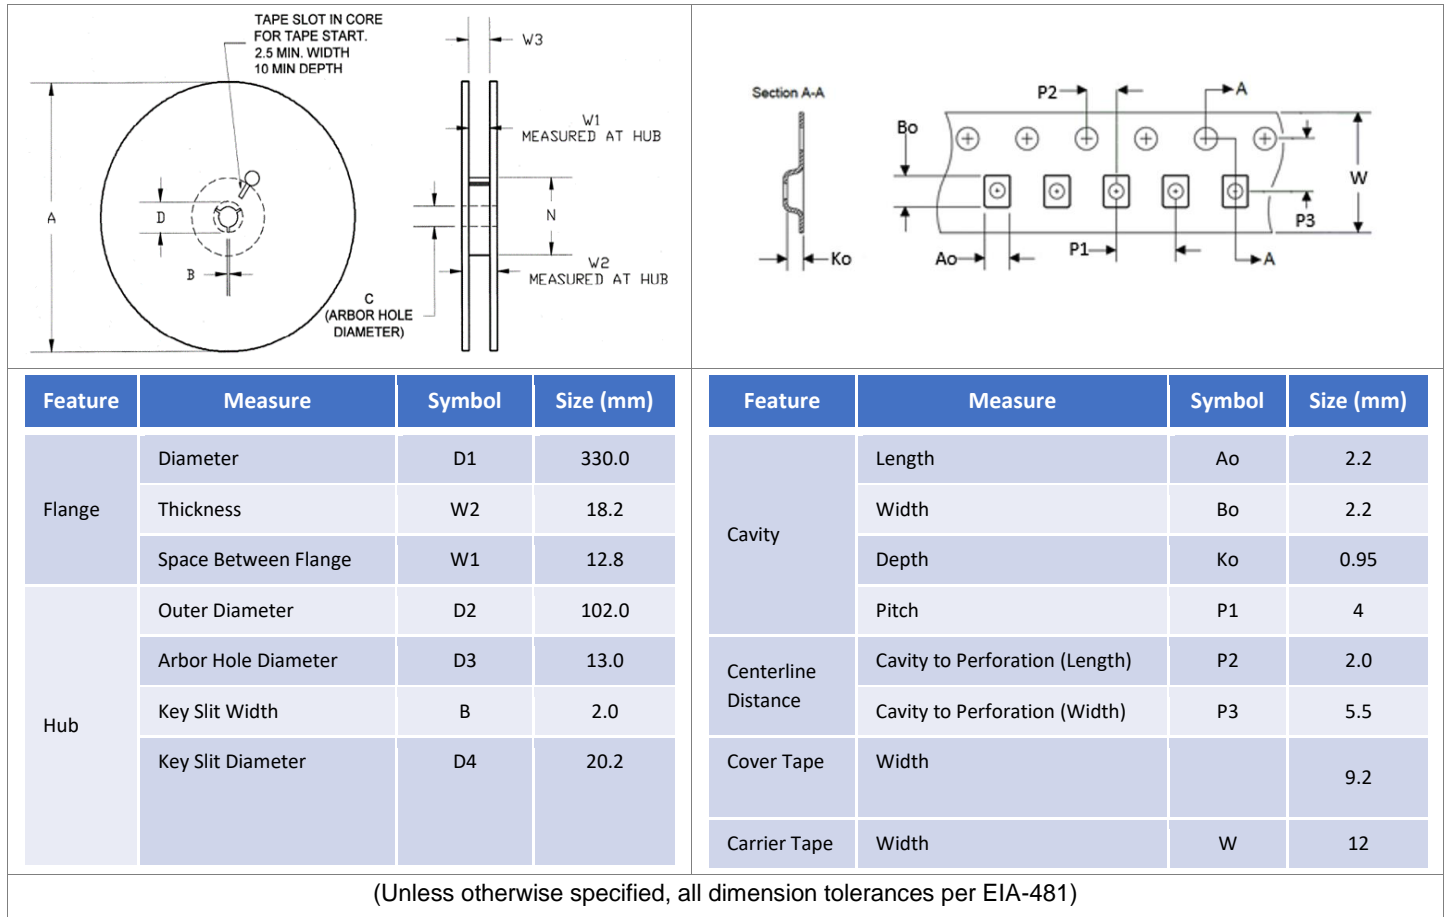 TAPE SLOT IN CORE
FOR TAPE START.
2.5 MIN. WIDTH
10 MIN DEPTH
W3
W1
MEASURED AT HUB
A
D
N
B
W2
MEASURED AT HUB
C
(ARBOR HOLE
DIAMETER)
Section A-A
P2
A
Bo
W
P3
P1
Ko
Ao
A
Feature Measure Symbol Size (mm)
Flange
Diameter D1 330.0
Thickness W2 18.2
Space Between Flange W1 12.8
Hub
Outer Diameter D2 102.0
Arbor Hole Diameter D3 13.0
Key Slit Width B 2.0
Key Slit Diameter D4 20.2
Feature Measure Symbol Size (mm)
Cavity
Length Ao 2.2
Width Bo 2.2
Depth Ko 0.95
Pitch P1 4
Centerline
Distance
Cavity to Perforation (Length) P2 2.0
Cavity to Perforation (Width) P3 5.5
Cover Tape Width 9.2
Carrier Tape Width W 12
(Unless otherwise specified, all dimension tolerances per EIA-481)